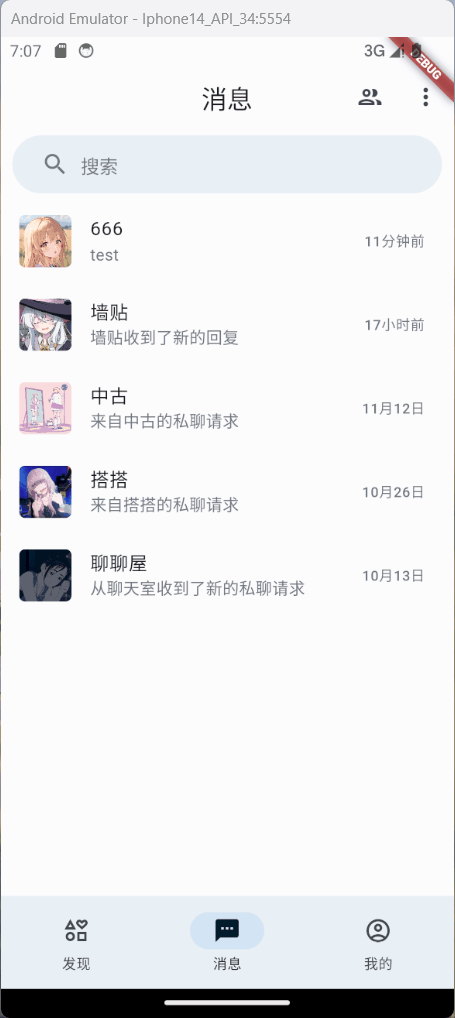 Android Emulator - Iphone14_API_34:5554
7:07 3G
DEBUG
消息
搜索
666
test
11分钟前
墙贴
墙贴收到了新的回复
17小时前
中古
来自中古的私聊请求
11月12日
搭搭
来自搭搭的私聊请求
10月26日
聊聊屋
从聊天室收到了新的私聊请求
10月13日
发现 消息 我的